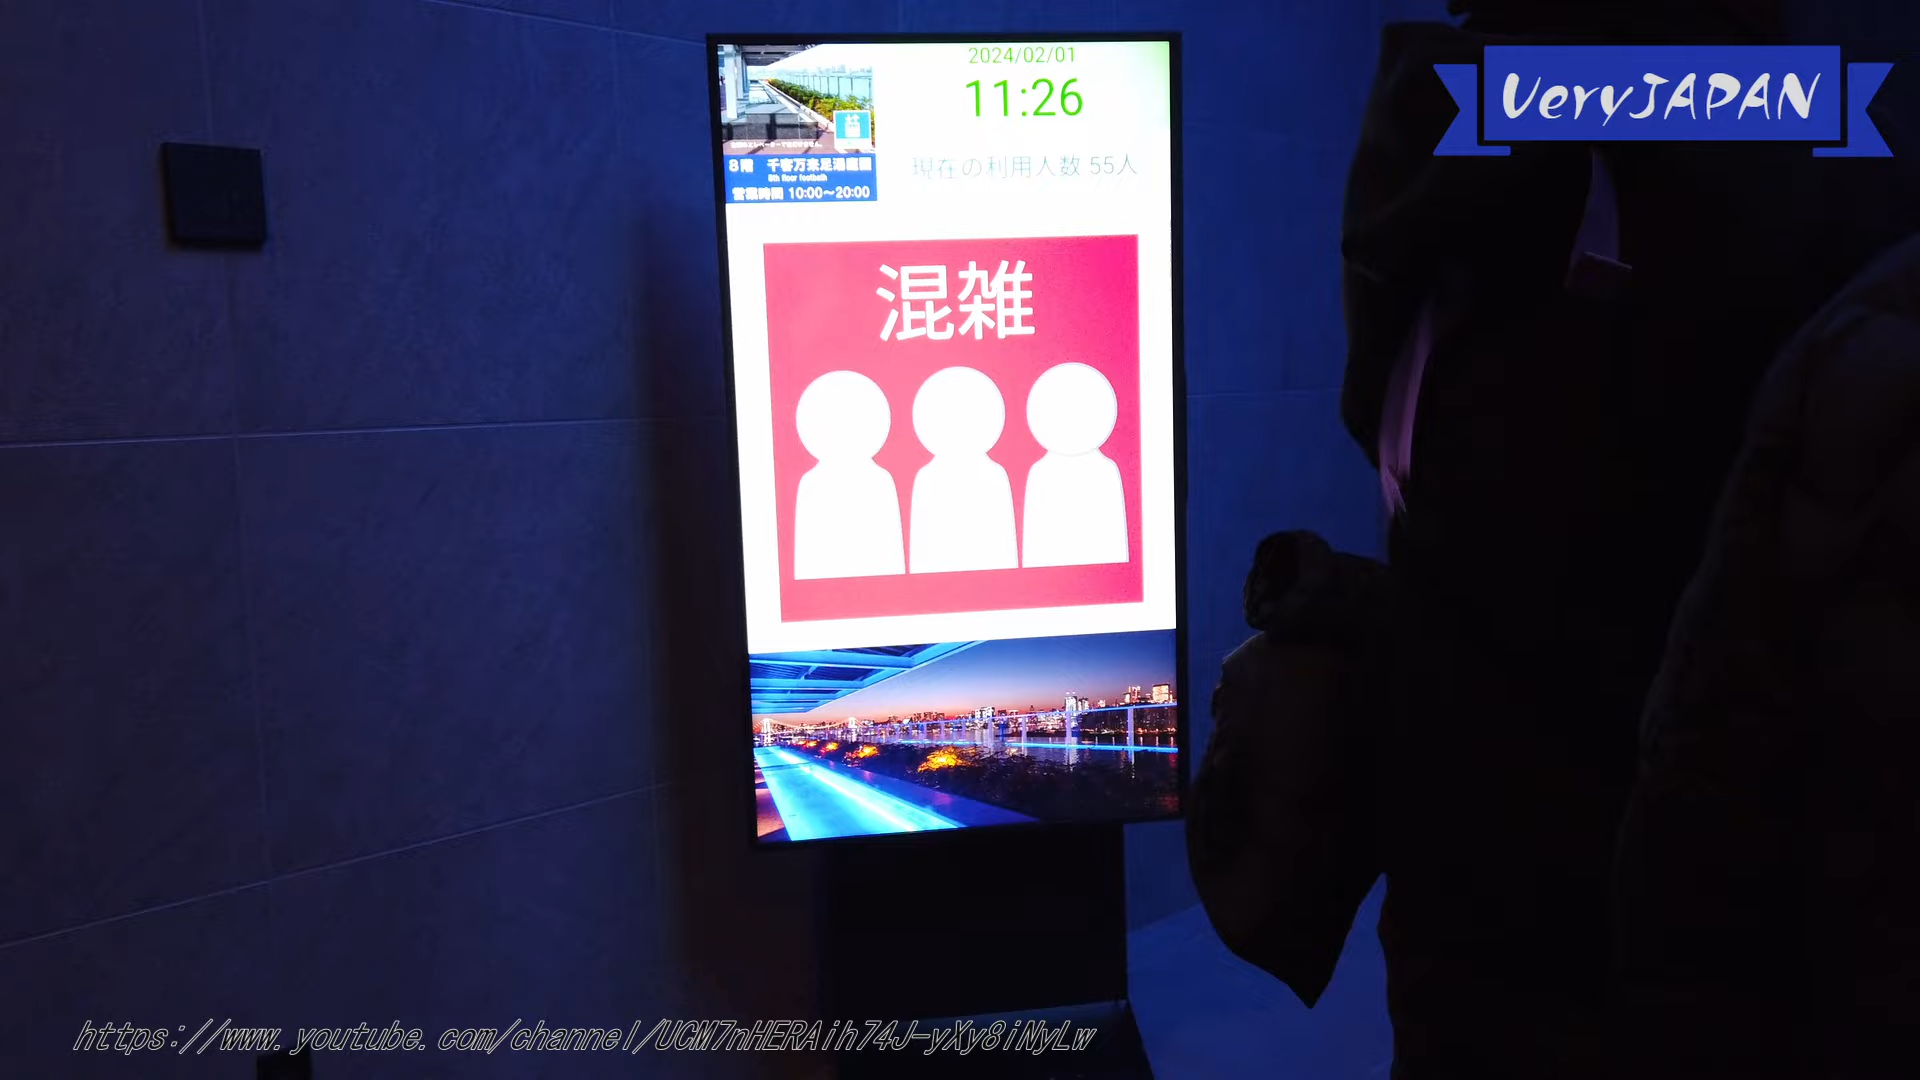 2024/02/01
11:26
現在の利用人数 55人
8階 千客万来足湯庭園
8th floor footbath
営業時間 10:00〜20:00
混雑
VeryJAPAN
https://www.youtube.com/channel/UCM7nHERAih74J-yXy8iNyLw